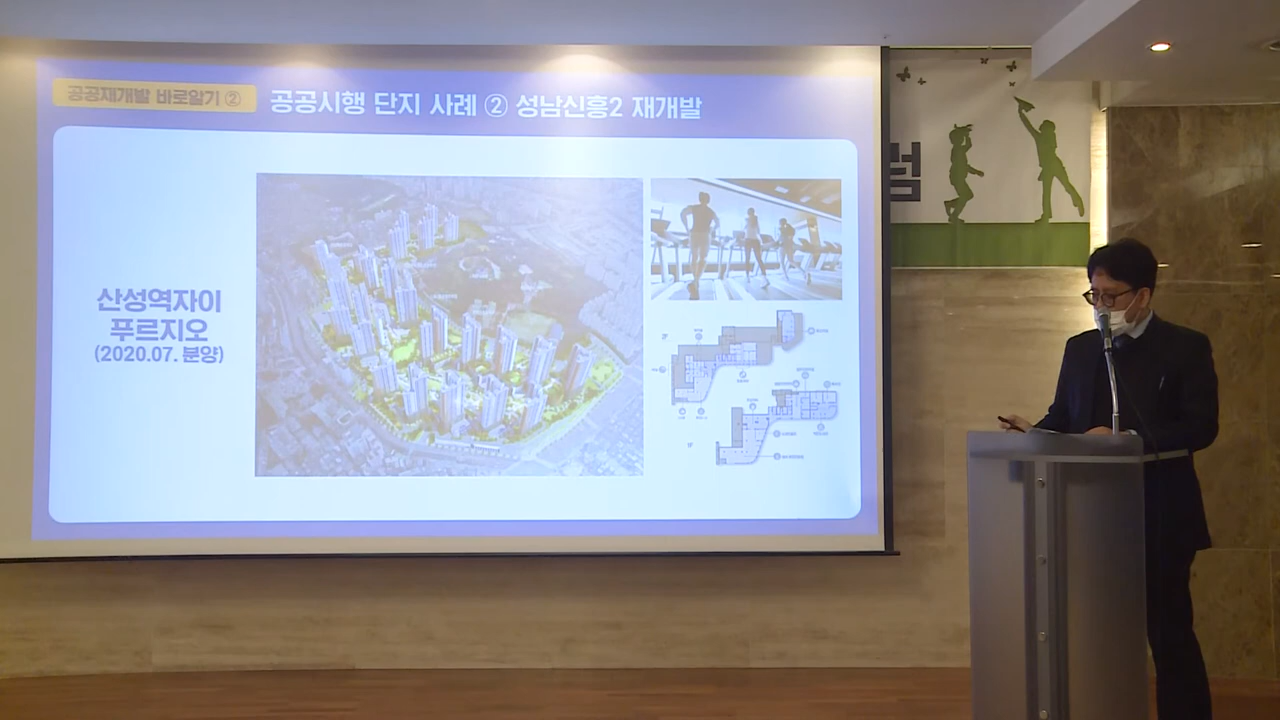 공공재개발 바로알기 ②
공공시행 단지 사례 ② 성남신흥2 재개발
산성역자이
푸르지오
(2020.07. 분양)
럼